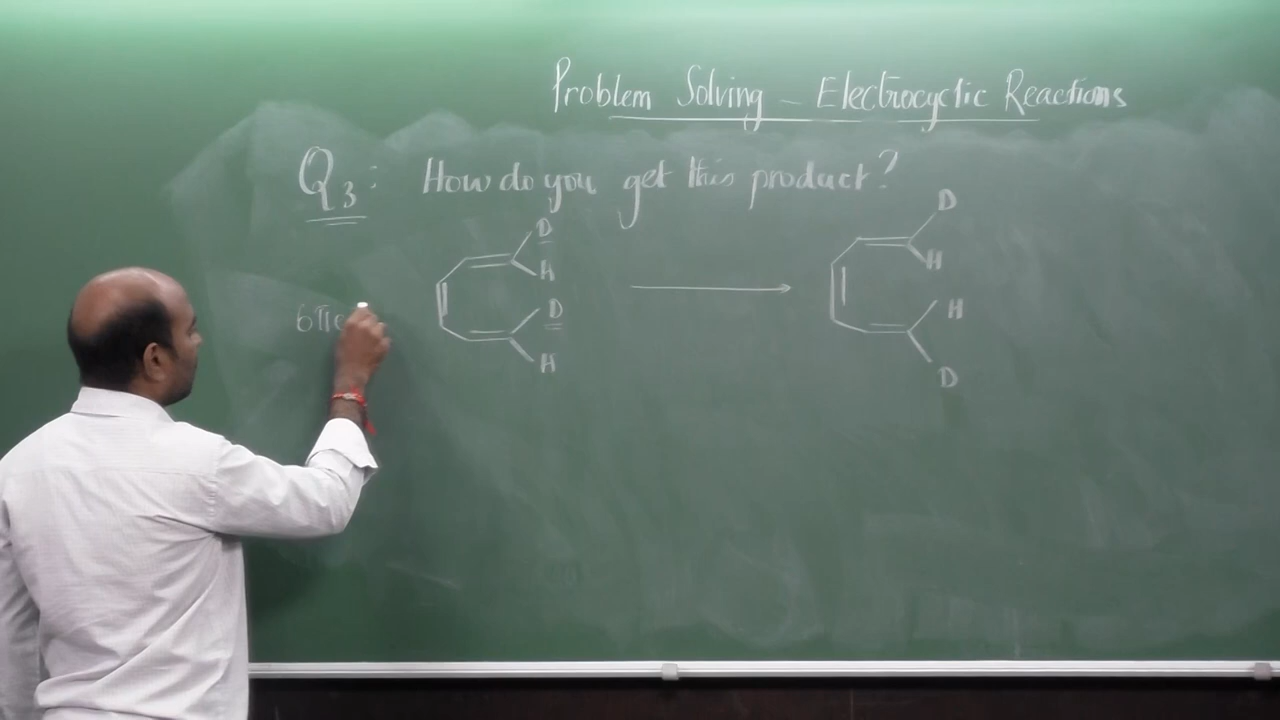 Problem Solving - Electrocyclic Reactions
Q3: How do you get this product?
D
H
D
H
6πe
D
H
H
D